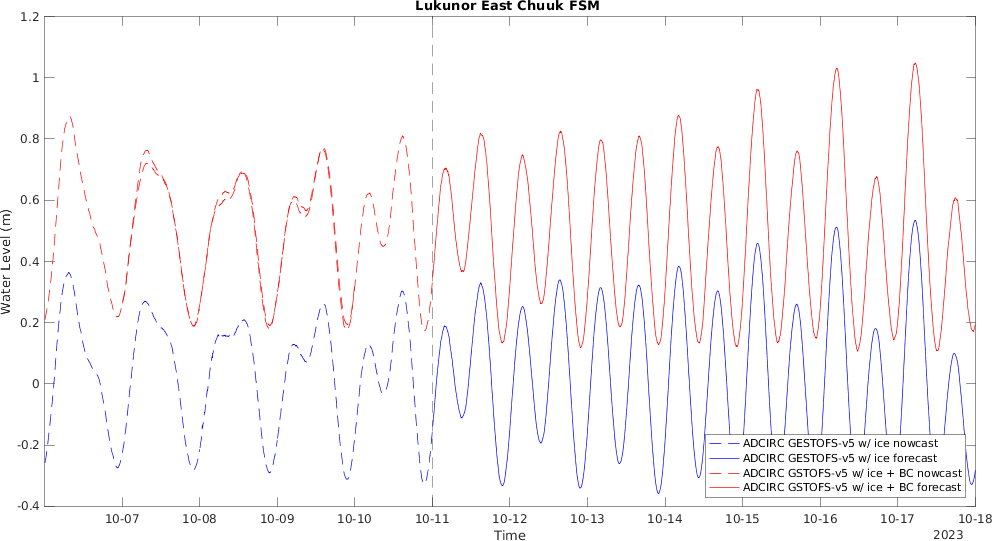 Lukunor East Chuuk FSM
1.2
1
0.8
0.6
0.4
0.2
0
-0.2
-0.4
Water Level (m)
ADCIRC GESTOFS-v5 w/ ice nowcast
ADCIRC GESTOFS-v5 w/ ice forecast
ADCIRC GSTOFS-v5 w/ ice + BC nowcast
ADCIRC GSTOFS-v5 w/ ice + BC forecast
10-07 10-08 10-09 10-10 10-11 10-12 10-13 10-14 10-15 10-16 10-17 10-18
Time
2023